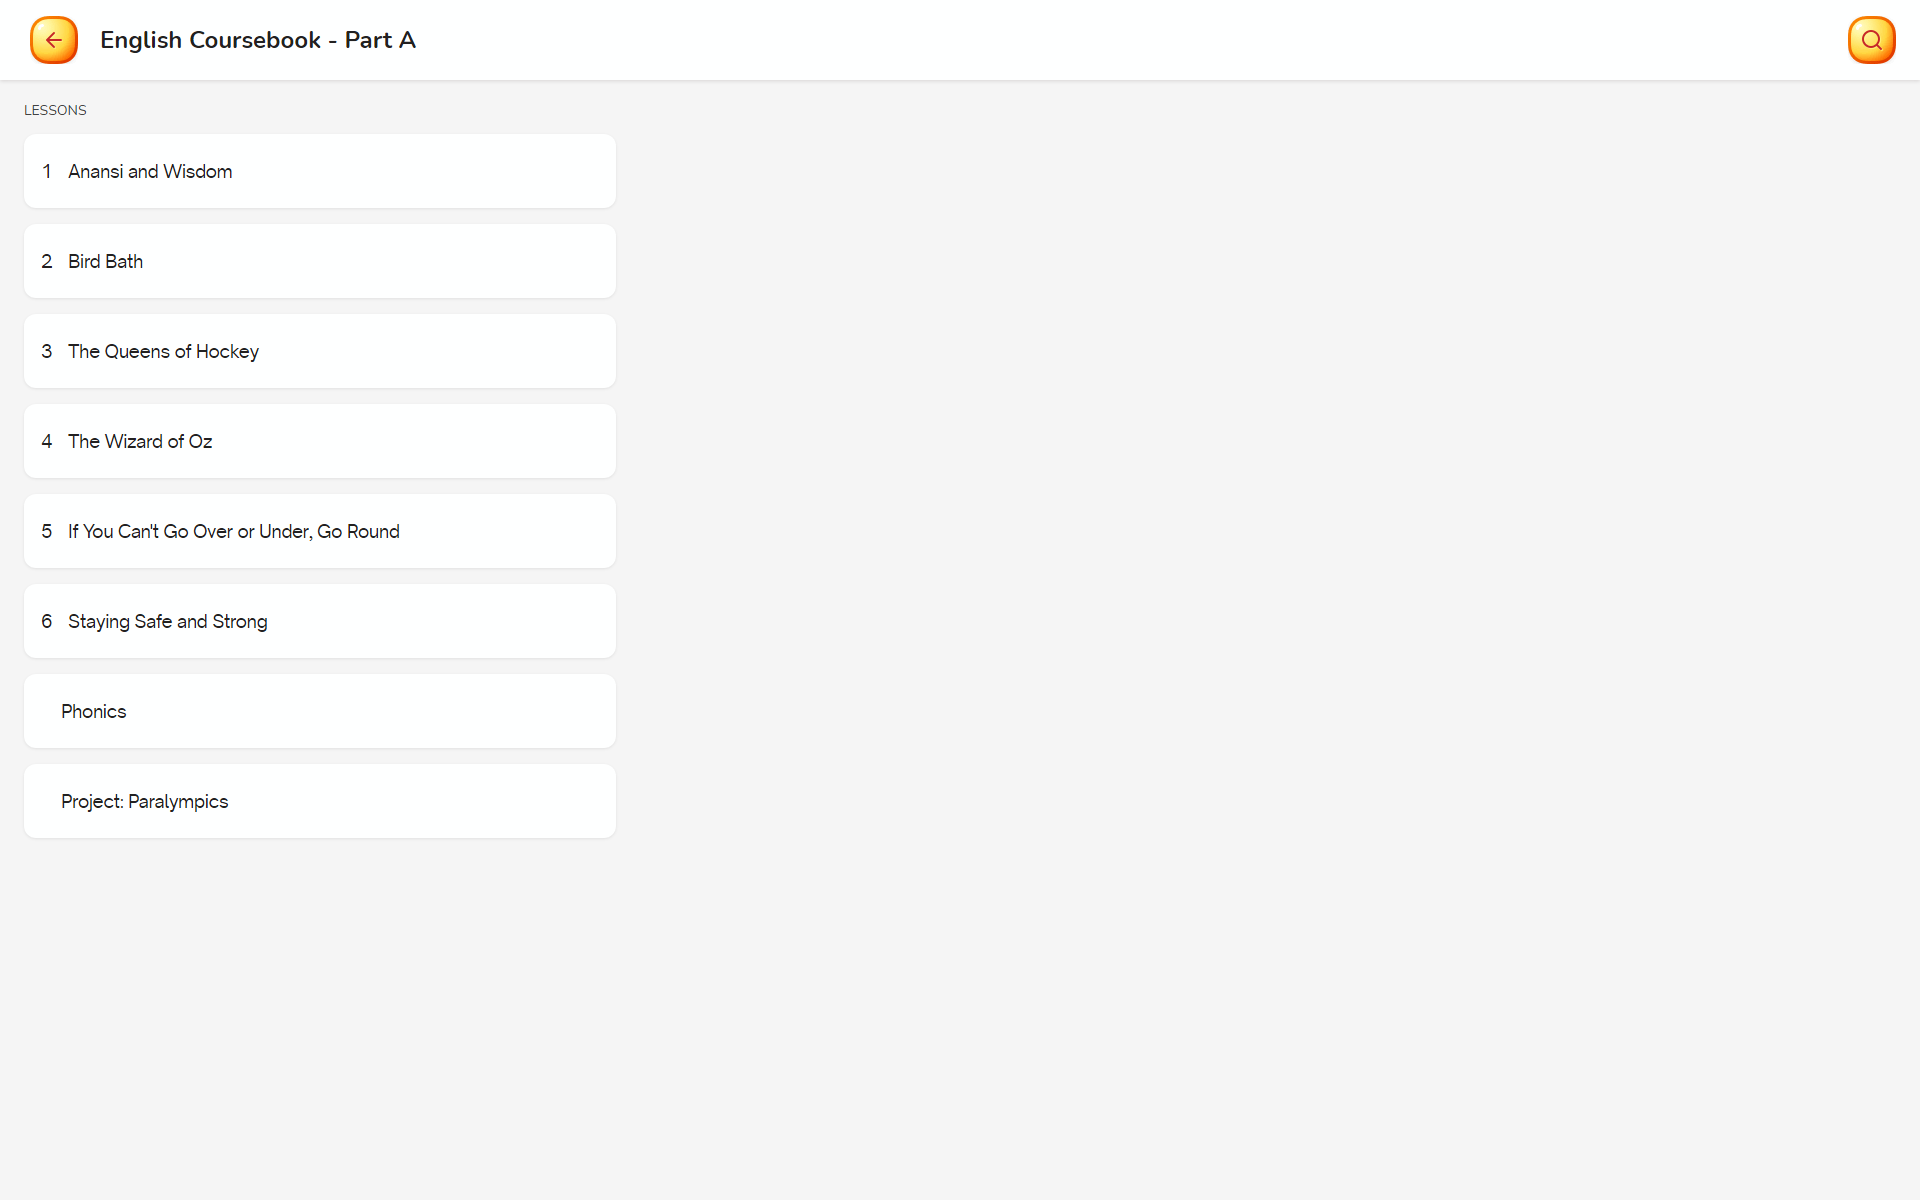 English Coursebook - Part A
LESSONS
1 Anansi and Wisdom
2 Bird Bath
3 The Queens of Hockey
4 The Wizard of Oz
5 If You Can't Go Over or Under, Go Round
6 Staying Safe and Strong
Phonics
Project: Paralympics